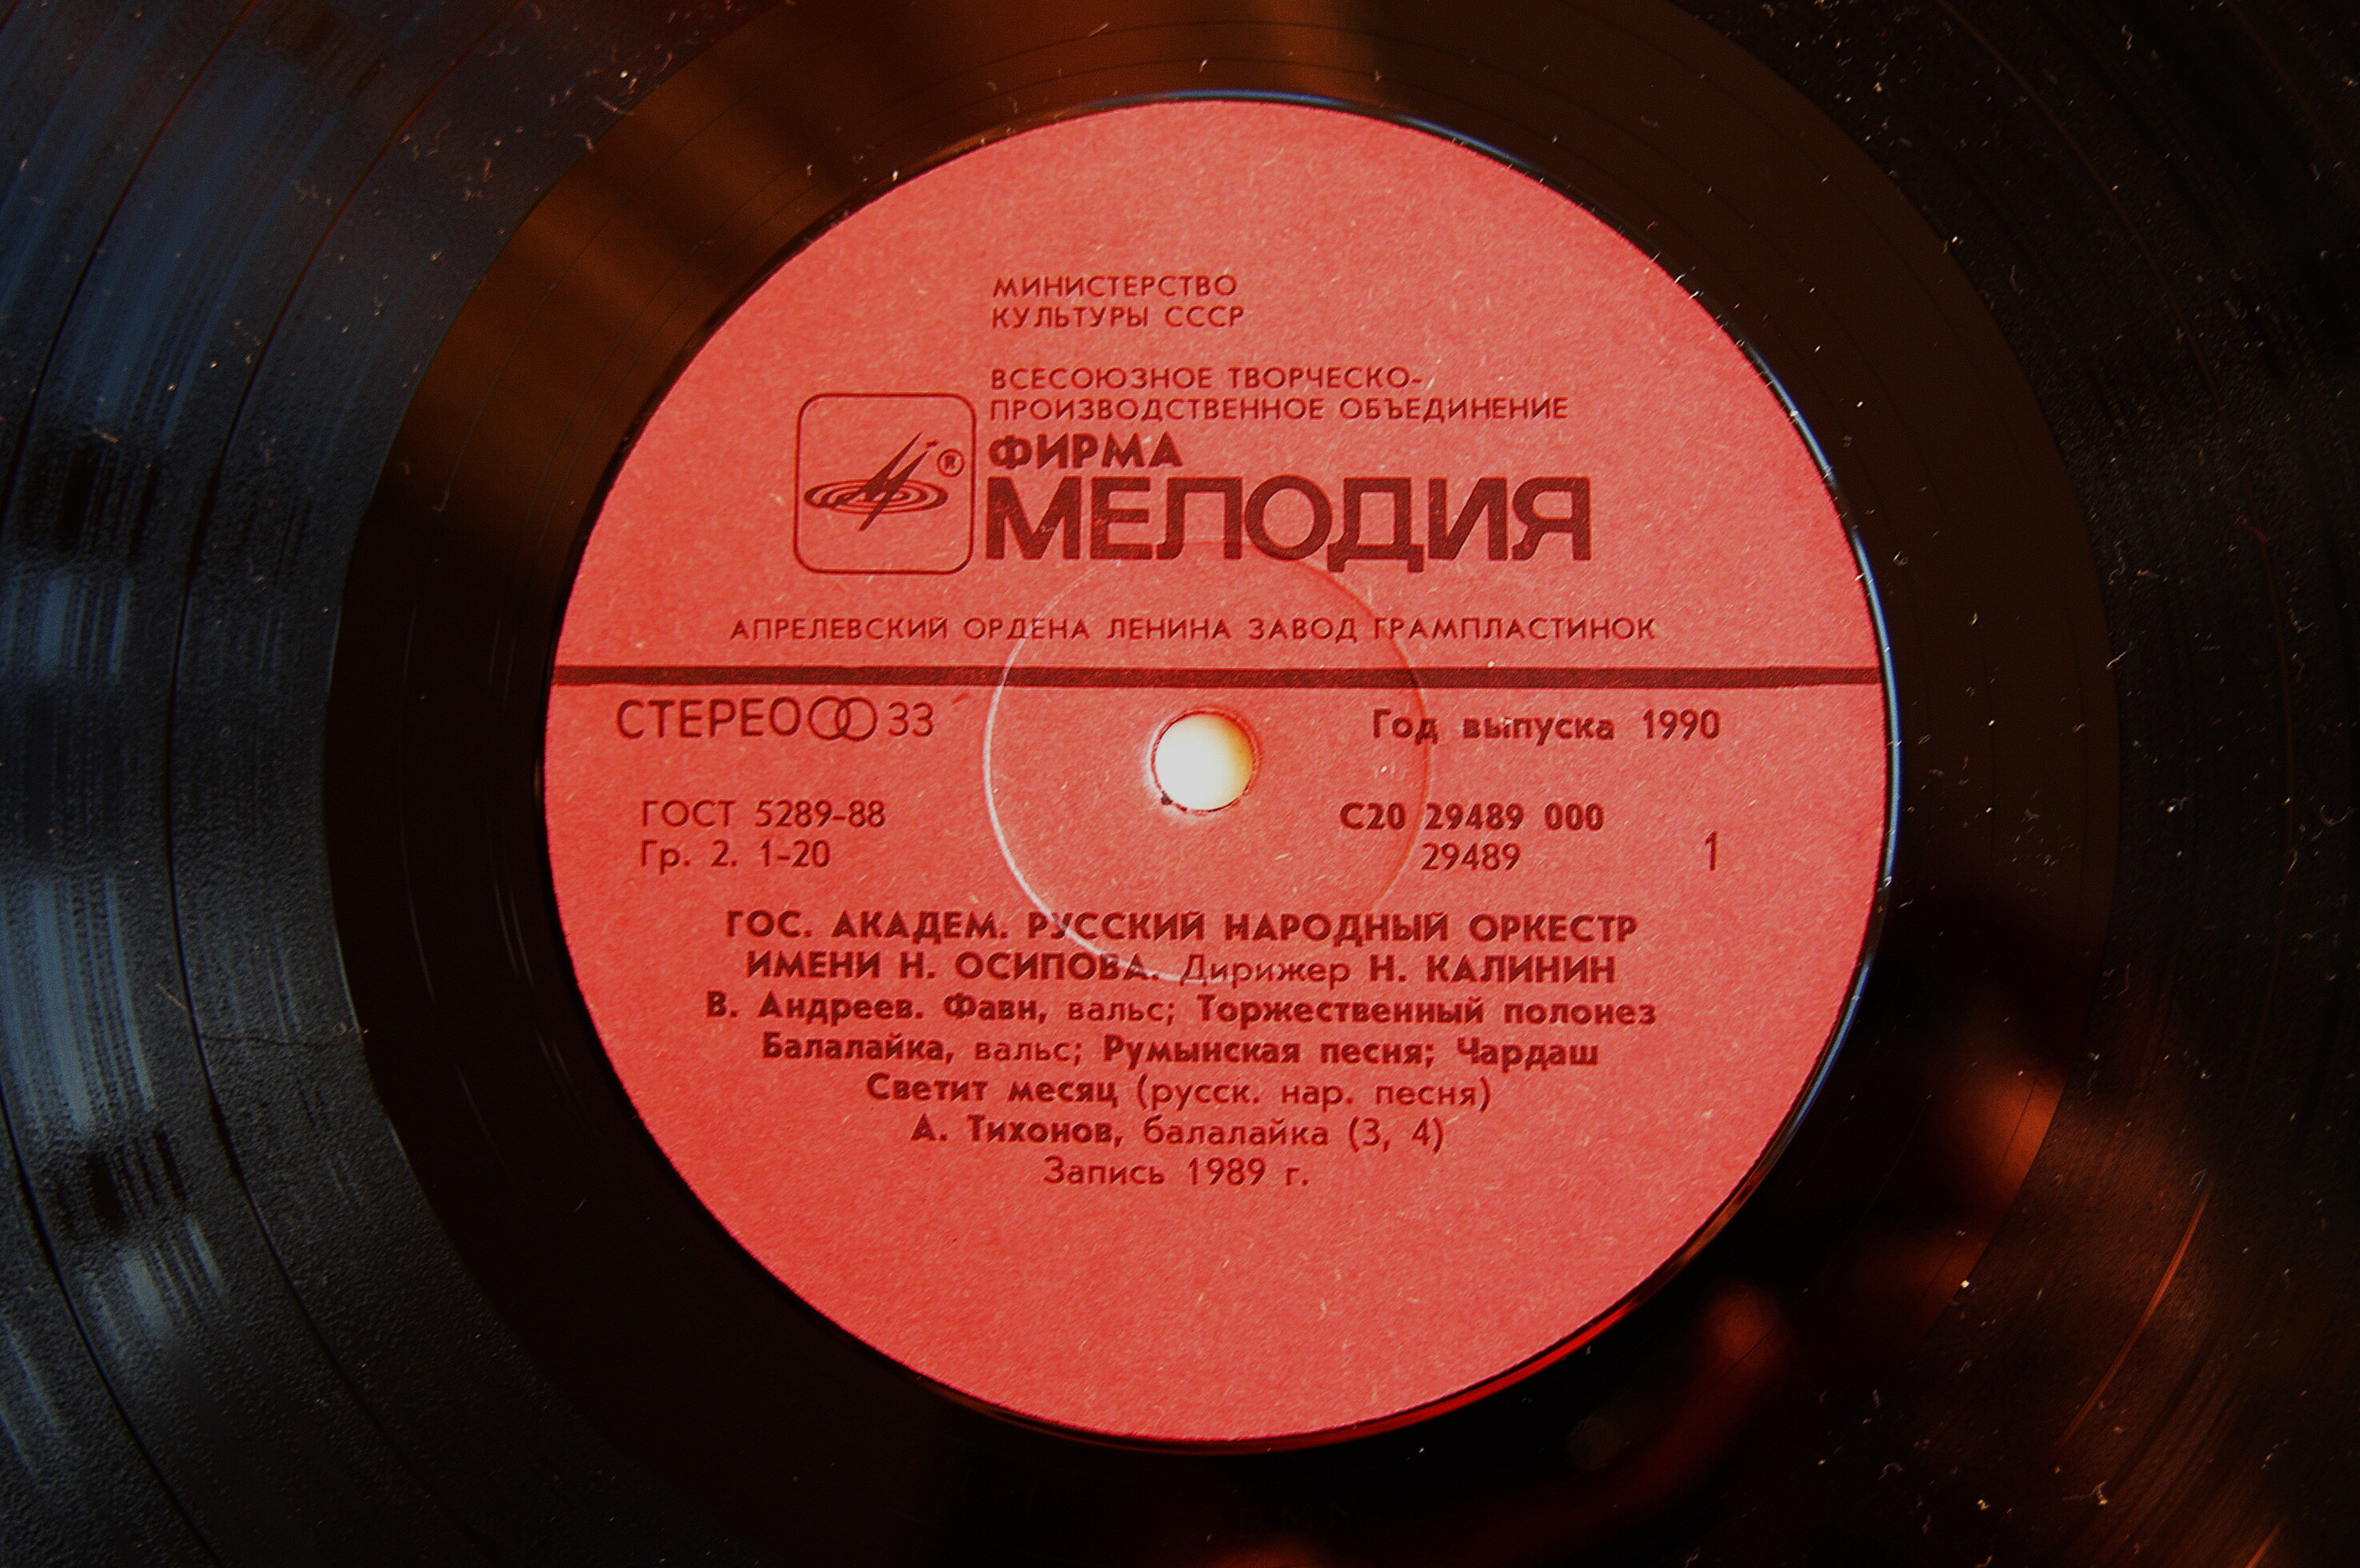 МИНИСТЕРСТВО
КУЛЬТУРЫ СССР
ВСЕСОЮЗНОЕ ТВОРЧЕСКО-
ПРОИЗВОДСТВЕННОЕ ОБЪЕДИНЕНИЕ
®
ФИРМА
МЕЛОДИЯ
АПРЕЛЕВСКИЙ ОРДЕНА ЛЕНИНА ЗАВОД ГРАМПЛАСТИНОК
СТЕРЕО 33
Год выпуска 1990
ГОСТ 5289-88
Гр. 2. 1-20
С20 29489 000
29489
1
ГОС. АКАДЕМ. РУССКИЙ НАРОДНЫЙ ОРКЕСТР
ИМЕНИ Н. ОСИПОВА. Дирижер Н. КАЛИНИН
В. Андреев. Фавн, вальс; Торжественный полонез
Балалайка, вальс; Румынская песня; Чардаш
Светит месяц (русск. нар. песня)
А. Тихонов, балалайка (3, 4)
Запись 1989 г.